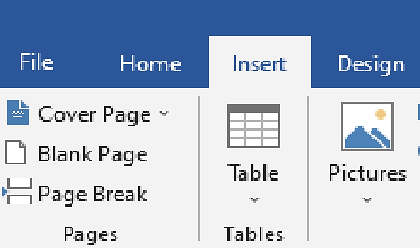 File Home Insert Design
Cover Page
Blank Page
Page Break
Pages
Table
Tables
Pictures